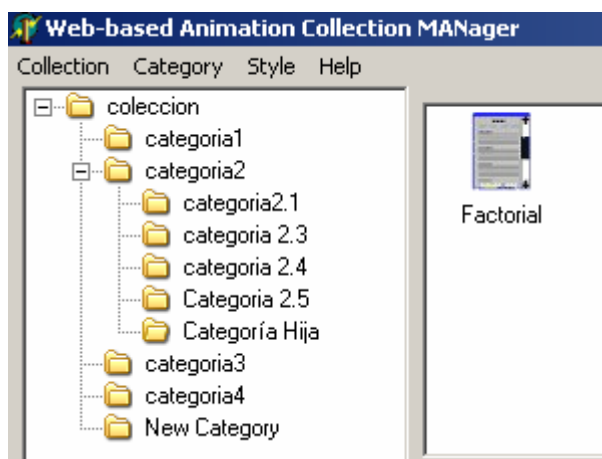 Web-based Animation Collection MANager
Collection Category Style Help
coleccion
categoria1
categoria2
categoria2.1
categoria 2.3
categoria 2.4
Categoria 2.5
Categoría Hija
categoria3
categoria4
New Category
Factorial